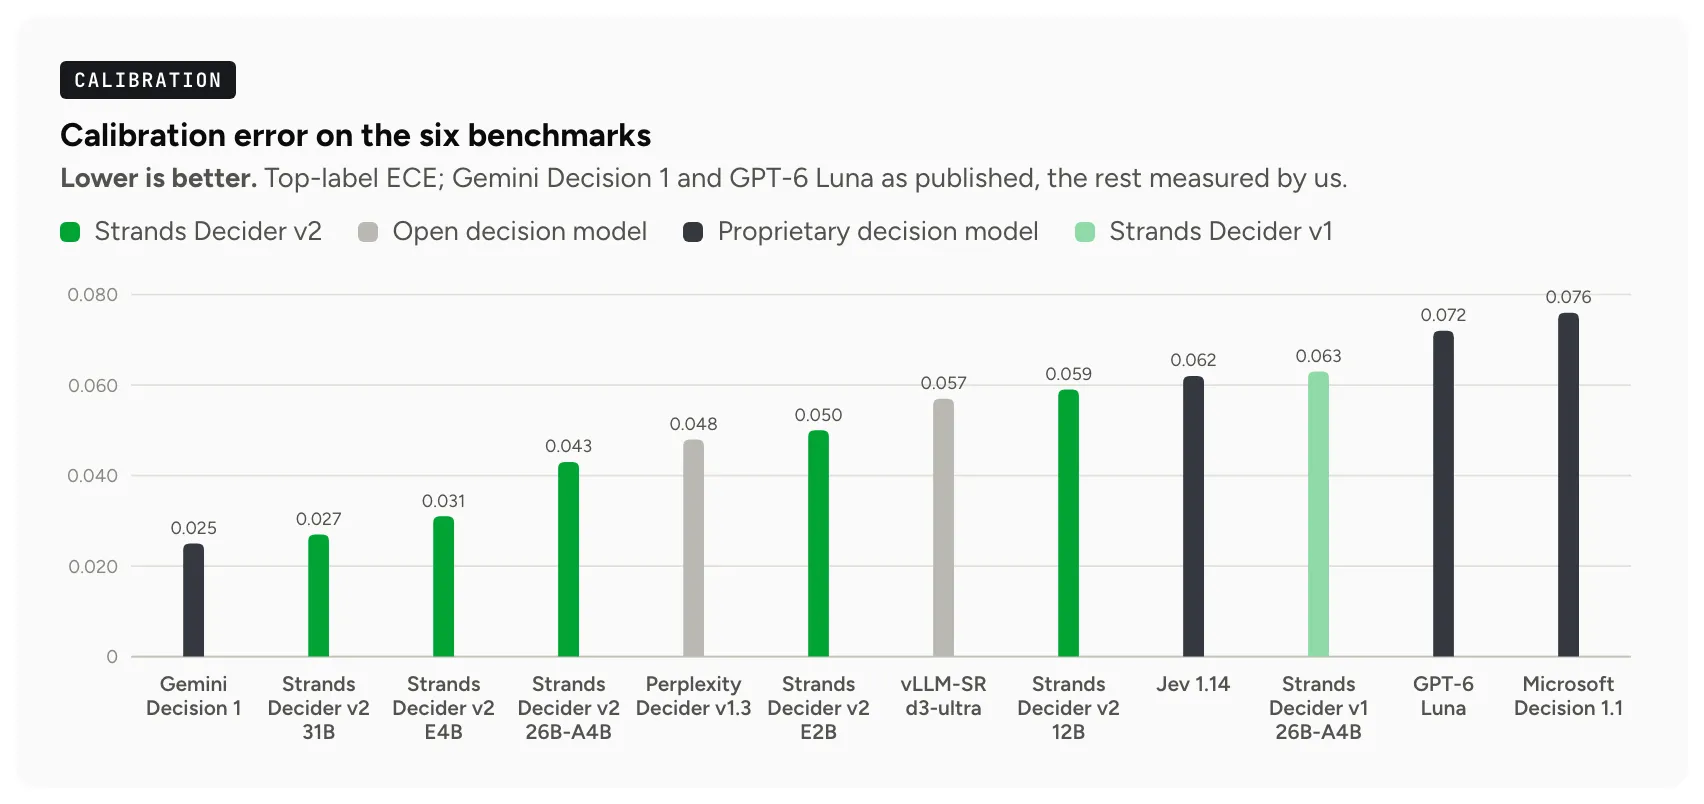 CALIBRATION
Calibration error on the six benchmarks
Lower is better. Top-label ECE; Gemini Decision 1 and GPT-6 Luna as published, the rest measured by us.
Strands Decider v2 Open decision model Proprietary decision model Strands Decider v1
0.080
0.060
0.040
0.020
0
0.025
0.027
0.031
0.043
0.048
0.050
0.057
0.059
0.062
0.063
0.072
0.076
Gemini
Decision 1
Strands
Decider v2
31B
Strands
Decider v2
E4B
Strands
Decider v2
26B-A4B
Perplexity
Decider v1.3
Strands
Decider v2
E2B
vLLM-SR
d3-ultra
Strands
Decider v2
12B
Jev 1.14
Strands
Decider v1
26B-A4B
GPT-6
Luna
Microsoft
Decision 1.1